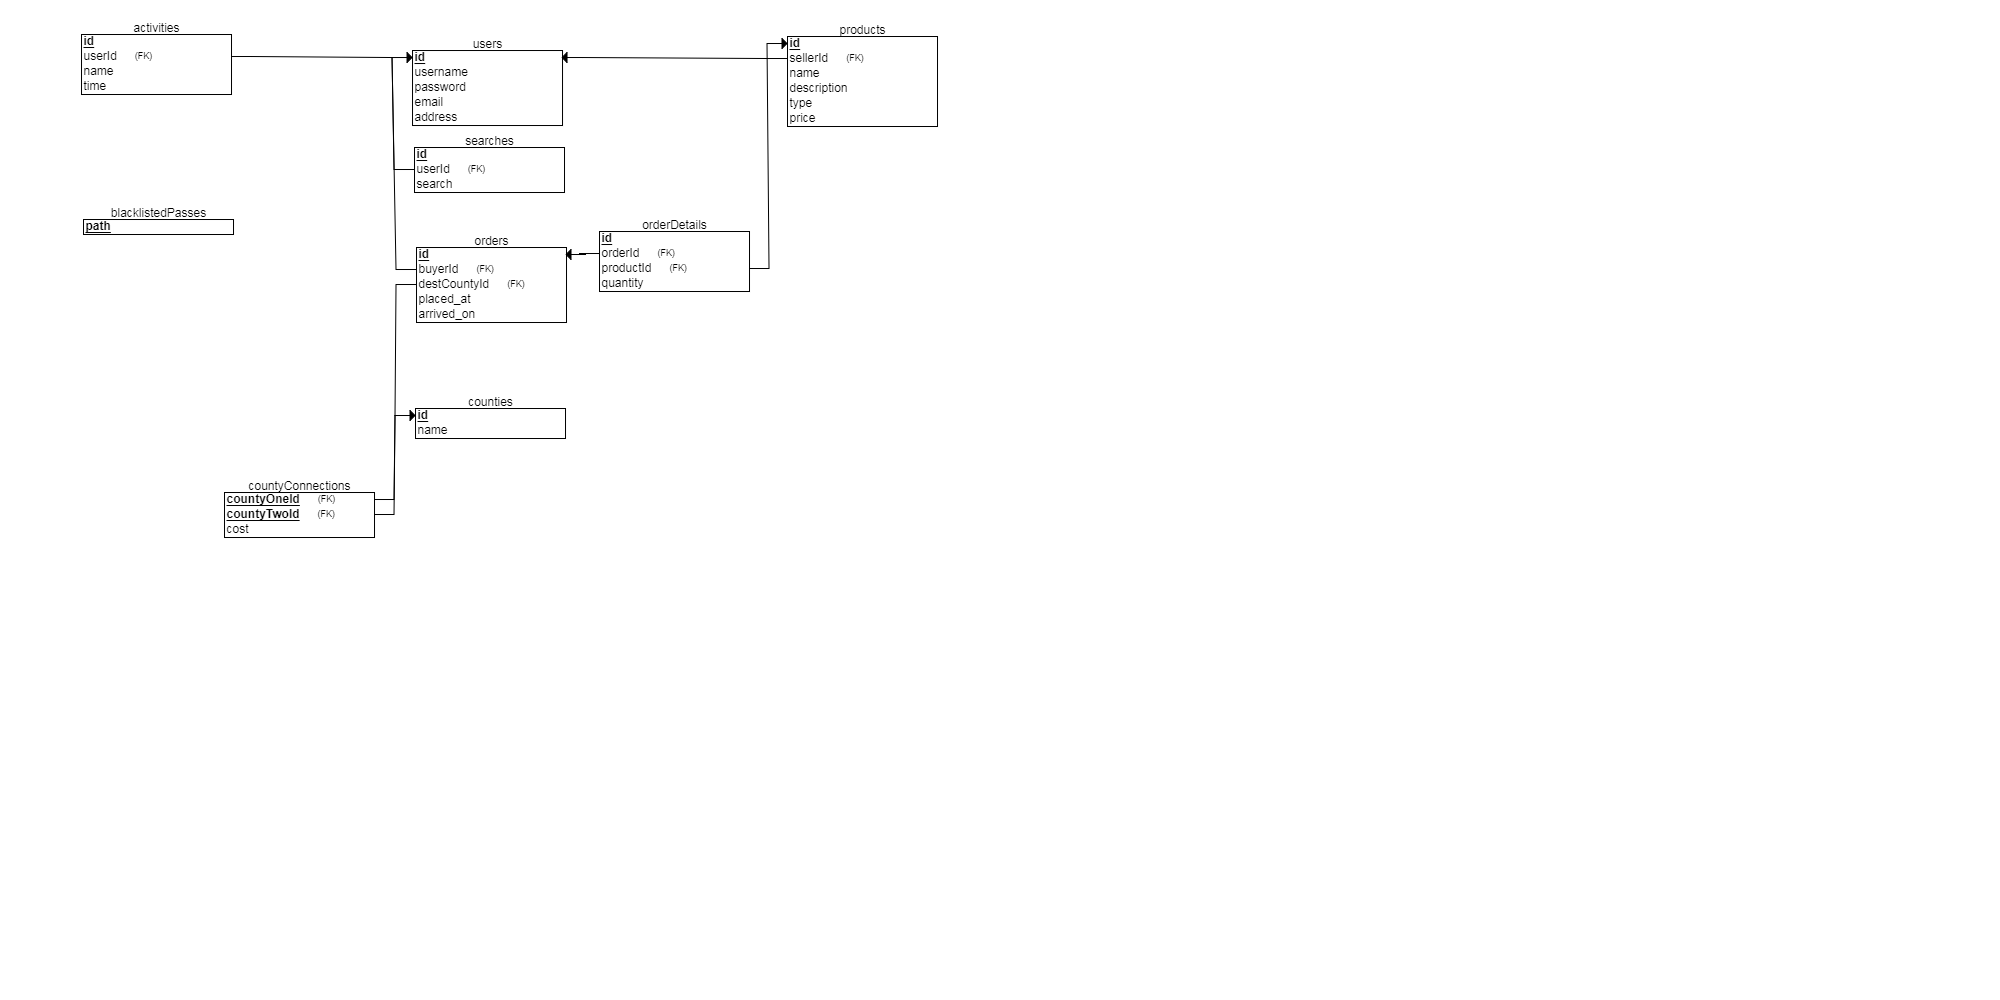 activities
id
userId (FK)
name
time
users
id
username
password
email
address
products
id
sellerId (FK)
name
description
type
price
searches
id
userId (FK)
search
blacklistedPasses
path
orders
id
buyerId (FK)
destCountyId (FK)
placed_at
arrived_on
orderDetails
id
orderId (FK)
productId (FK)
quantity
counties
id
name
countyConnections
countyOneId (FK)
countyTwoId (FK)
cost